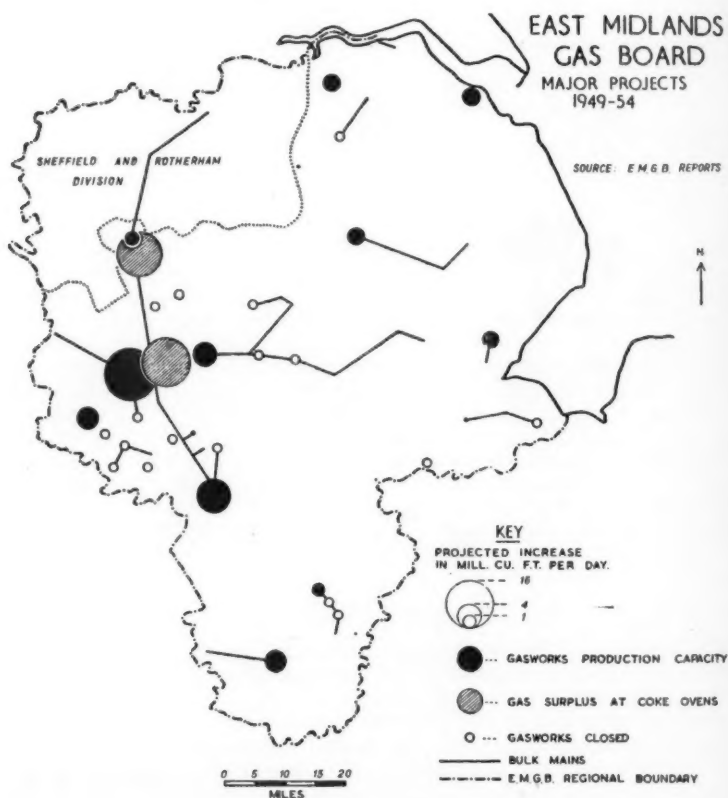 EAST MIDLANDS
GAS BOARD
MAJOR PROJECTS
1949-54
SHEFFIELD AND ROTHERHAM
DIVISION
SOURCE: E.M.G.B. REPORTS
N
KEY
PROJECTED INCREASE
IN MILL. CU. FT. PER DAY.
16
4
1
GASWORKS PRODUCTION CAPACITY
GAS SURPLUS AT COKE OVENS
GASWORKS CLOSED
BULK MAINS
E.M.G.B. REGIONAL BOUNDARY
0 5 10 15 20
MILES